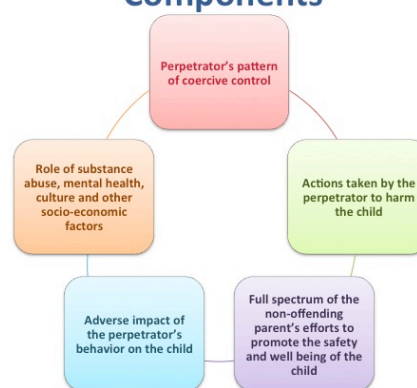 Components
Perpetrator's pattern
of coercive control
Actions taken by the
perpetrator to harm
the child
Full spectrum of the
non-offending
parent's efforts to
promote the safety
and well being of the
child
Adverse impact of
the perpetrator's
behavior on the child
Role of substance
abuse, mental health,
culture and other
socio-economic
factors